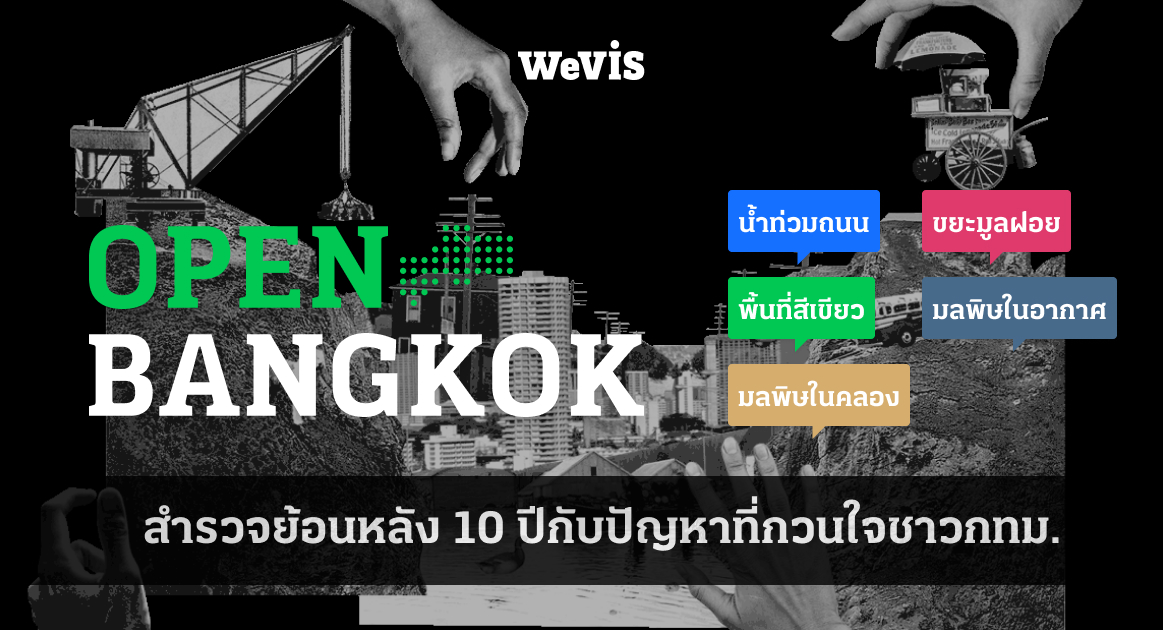 WeVIS
OPEN
BANGKOK
น้ำท่วมถนน
ขยะมูลฝอย
พื้นที่สีเขียว
มลพิษในอากาศ
มลพิษในคลอง
สำรวจย้อนหลัง 10 ปีกับปัญหาที่กวนใจชาวกทม.
LEMONADE